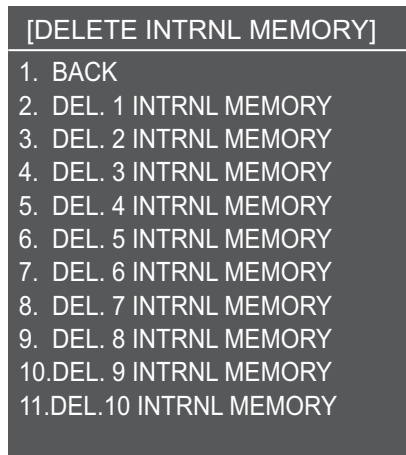 [DELETE INTRNL MEMORY]
1. BACK
2. DEL. 1 INTRNL MEMORY
3. DEL. 2 INTRNL MEMORY
4. DEL. 3 INTRNL MEMORY
5. DEL. 4 INTRNL MEMORY
6. DEL. 5 INTRNL MEMORY
7. DEL. 6 INTRNL MEMORY
8. DEL. 7 INTRNL MEMORY
9. DEL. 8 INTRNL MEMORY
10.DEL. 9 INTRNL MEMORY
11.DEL.10 INTRNL MEMORY